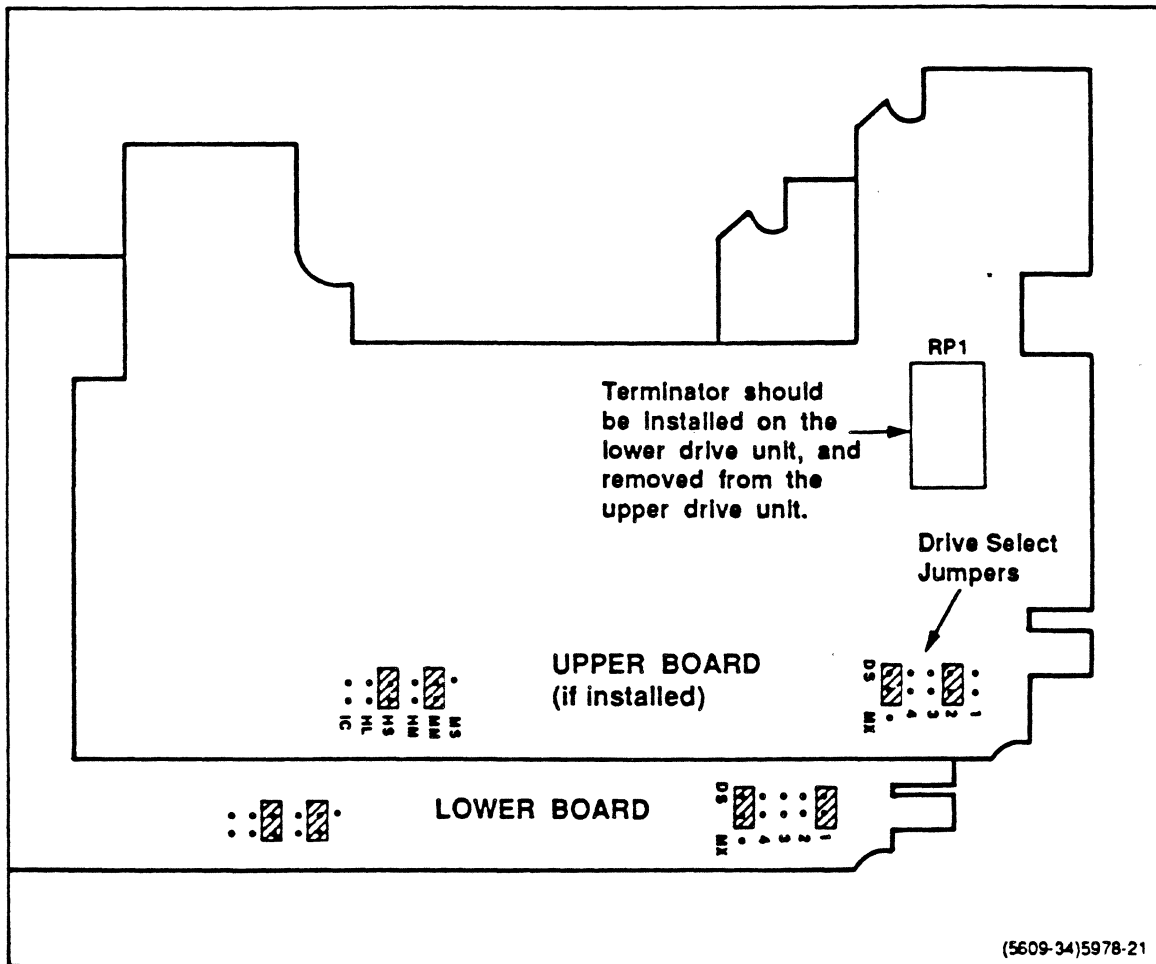 RP1
Terminator should
be installed on the
lower drive unit, and
removed from the
upper drive unit.
Drive Select
Jumpers
UPPER BOARD
(if installed)
IC HL HS HM MM MS
DS MX 4 3 2 1
LOWER BOARD
DS MX 4 3 2 1
(5609-34)5978-21